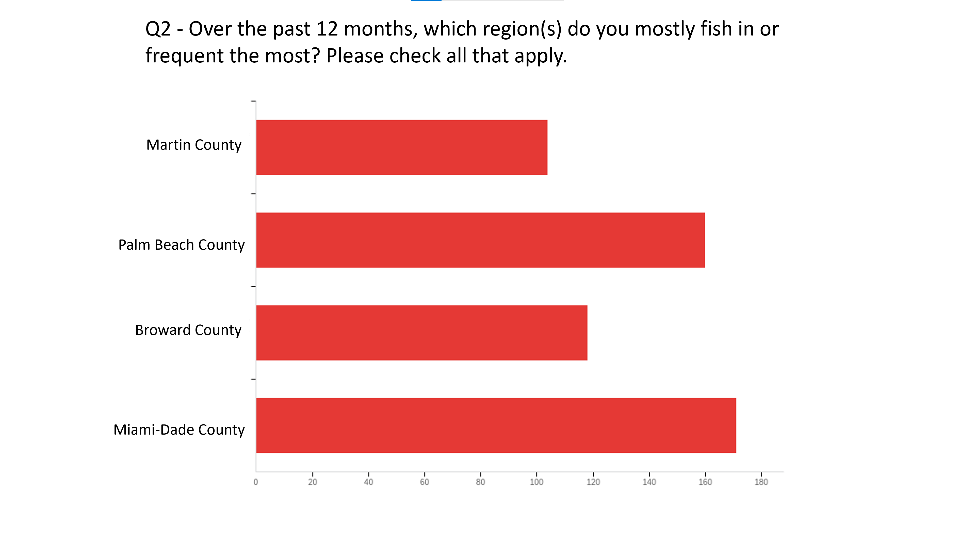 Q2 - Over the past 12 months, which region(s) do you mostly fish in or
frequent the most? Please check all that apply.
Martin County
Palm Beach County
Broward County
Miami-Dade County
0 20 40 60 80 100 120 140 160 180